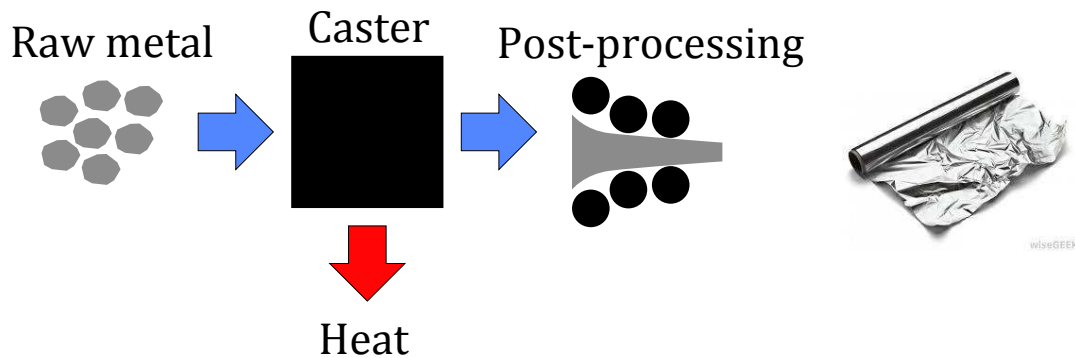 Raw metal
Caster
Post-processing
Heat
wiseGEEK